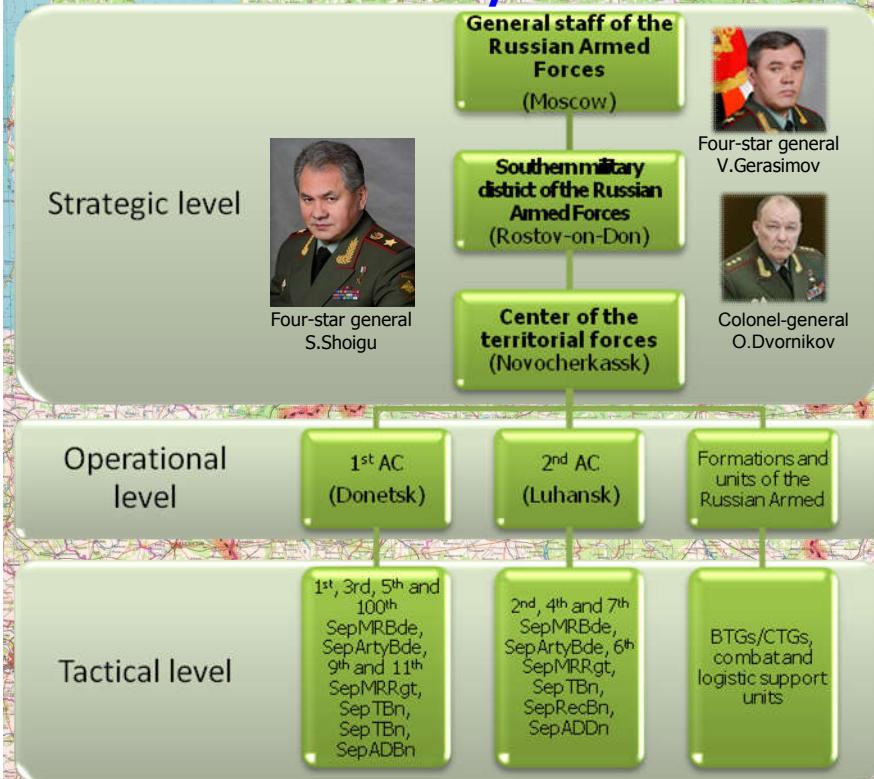 General staff of the
Russian Armed
Forces
(Moscow)
Four-star general
V.Gerasimov
Southern military
district of the Russian
Armed Forces
(Rostov-on-Don)
Strategic level
Four-star general
S.Shoigu
Center of the
territorial forces
(Novocherkassk)
Colonel-general
O.Dvornikov
Operational
level
1st AC
(Donetsk)
2nd AC
(Luhansk)
Formations and
units of the
Russian Armed
Tactical level
1st, 3rd, 5th and
100th
SepMRBde,
SepArtyBde,
9th and 11th
SepMRRgt,
SepTBn,
SepTBn,
SepADBn
2nd, 4th and 7th
SepMRBde,
SepArtyBde, 6th
SepMRRgt,
SepTBn,
SepRecBn,
SepADDn
BTGs/CTGs,
combat and
logistic support
units